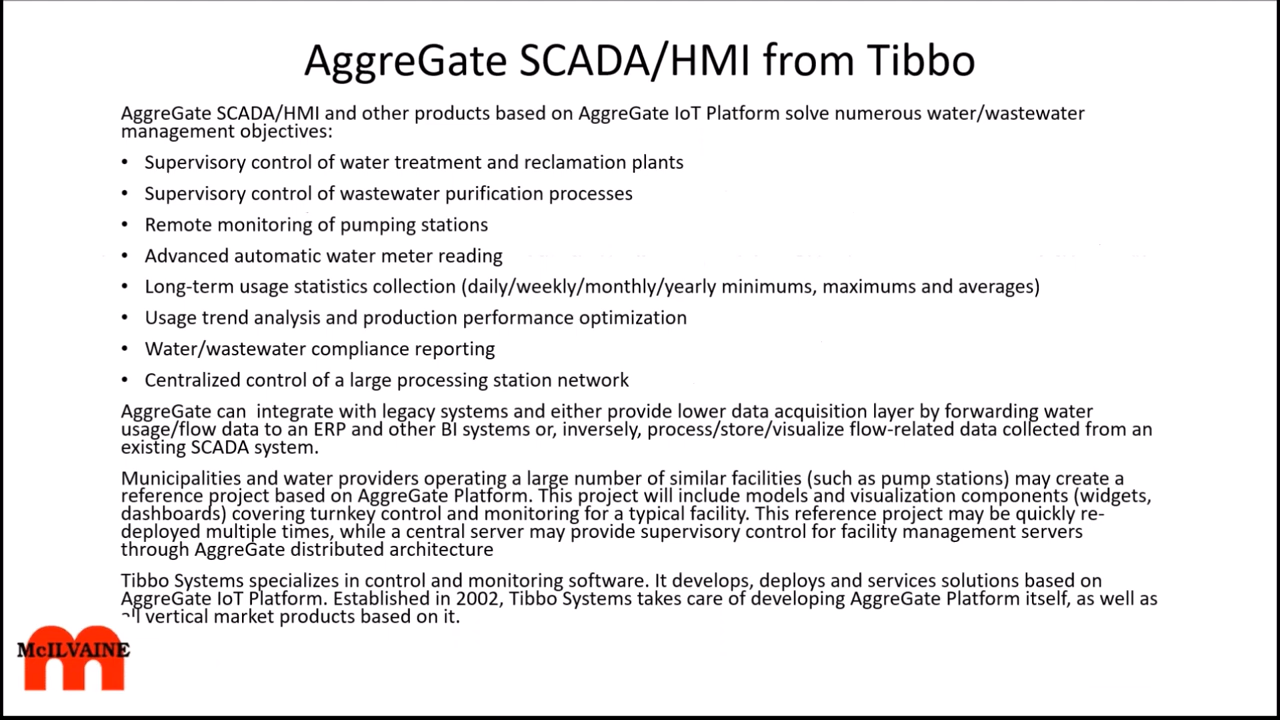 AggreGate SCADA/HMI from Tibbo
AggreGate SCADA/HMI and other products based on AggreGate IoT Platform solve numerous water/wastewater
management objectives:
• Supervisory control of water treatment and reclamation plants
• Supervisory control of wastewater purification processes
• Remote monitoring of pumping stations
• Advanced automatic water meter reading
• Long-term usage statistics collection (daily/weekly/monthly/yearly minimums, maximums and averages)
• Usage trend analysis and production performance optimization
• Water/wastewater compliance reporting
• Centralized control of a large processing station network
AggreGate can  integrate with legacy systems and either provide lower data acquisition layer by forwarding water
usage/flow data to an ERP and other BI systems or, inversely, process/store/visualize flow-related data collected from an
existing SCADA system.
Municipalities and water providers operating a large number of similar facilities (such as pump stations) may create a
reference project based on AggreGate Platform. This project will include models and visualization components (widgets,
dashboards) covering turnkey control and monitoring for a typical facility. This reference project may be quickly re-
deployed multiple times, while a central server may provide supervisory control for facility management servers
through AggreGate distributed architecture
Tibbo Systems specializes in control and monitoring software. It develops, deploys and services solutions based on
AggreGate IoT Platform. Established in 2002, Tibbo Systems takes care of developing AggreGate Platform itself, as well as
all vertical market products based on it.
McILVAINE